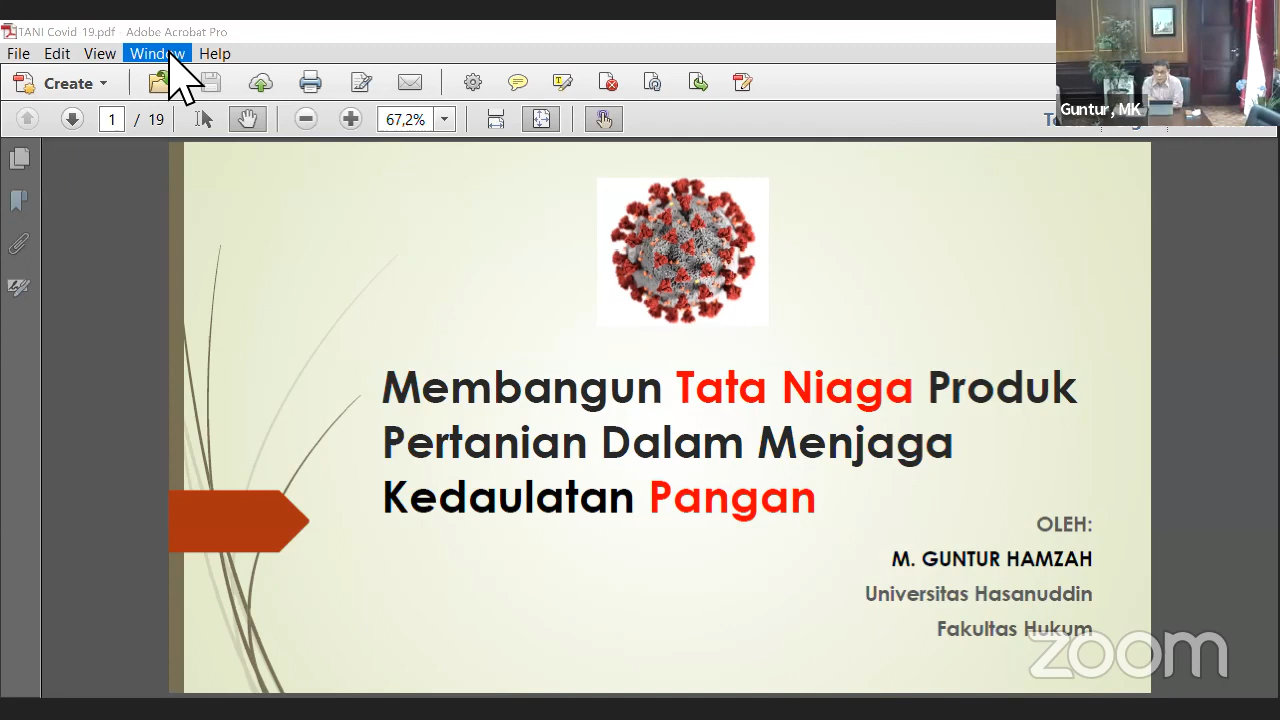 TANI Covid 19.pdf - Adobe Acrobat Pro
File Edit View Window Help
Guntur, MK
Create
1 / 19
67,2%
Membangun Tata Niaga Produk
Pertanian Dalam Menjaga
Kedaulatan Pangan
OLEH:
M. GUNTUR HAMZAH
Universitas Hasanuddin
Fakultas Hukum
zoom